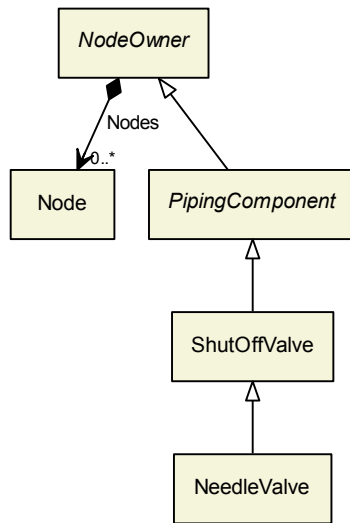 NodeOwner
Nodes
0..*
Node
PipingComponent
ShutOffValve
NeedleValve